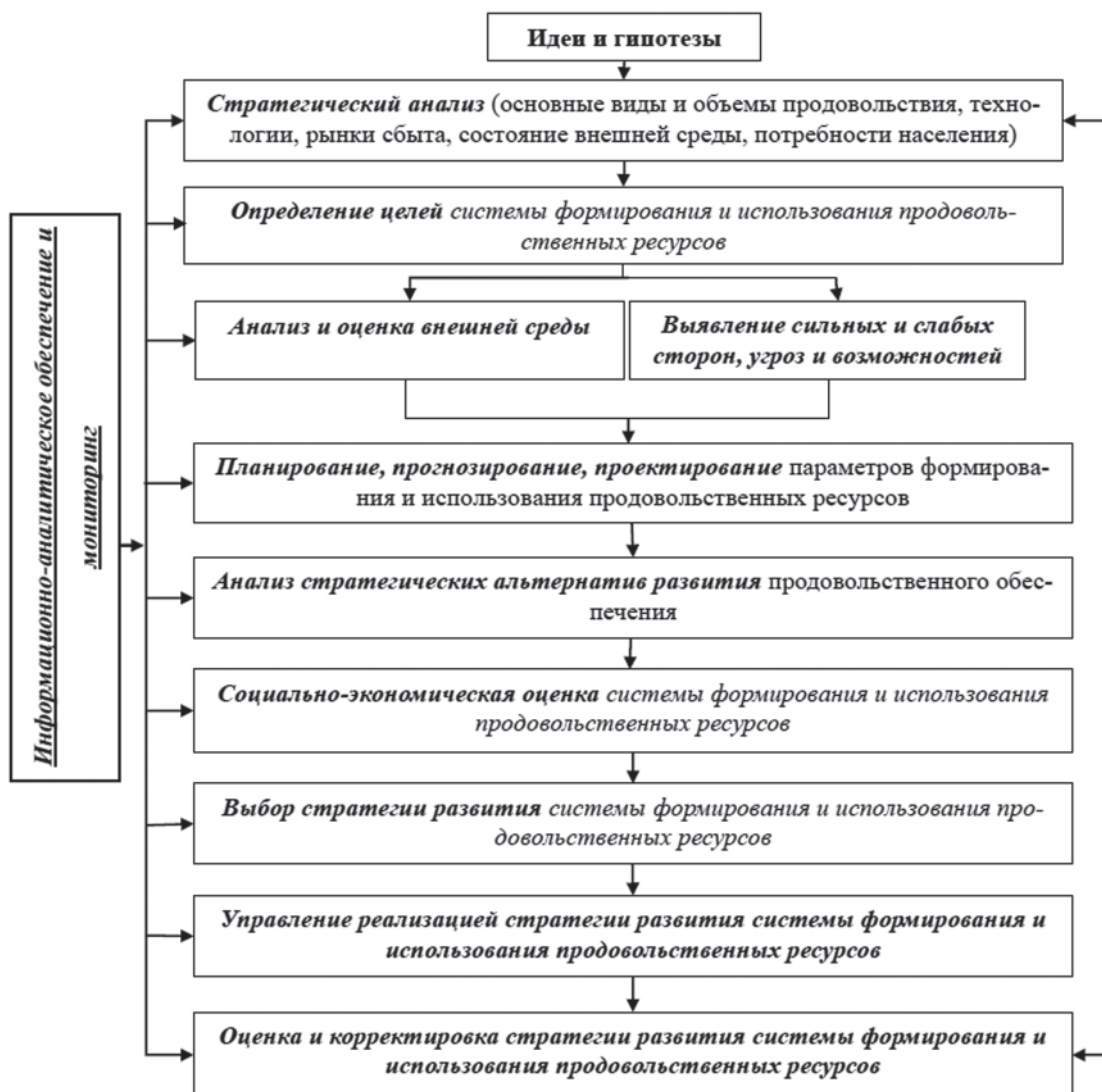 Идеи и гипотезы
Стратегический анализ (основные виды и объемы продовольствия, техно-
логии, рынки сбыта, состояние внешней среды, потребности населения)
Определение целей системы формирования и использования продоволь-
ственных ресурсов
Информационно-аналитическое обеспечение и
мониторинг
Анализ и оценка внешней среды
Выявление сильных и слабых
сторон, угроз и возможностей
Планирование, прогнозирование, проектирование параметров формирова-
ния и использования продовольственных ресурсов
Анализ стратегических альтернатив развития продовольственного обес-
печения
Социально-экономическая оценка системы формирования и использования
продовольственных ресурсов
Выбор стратегии развития системы формирования и использования про-
довольственных ресурсов
Управление реализацией стратегии развития системы формирования и
использования продовольственных ресурсов
Оценка и корректировка стратегии развития системы формирования и
использования продовольственных ресурсов